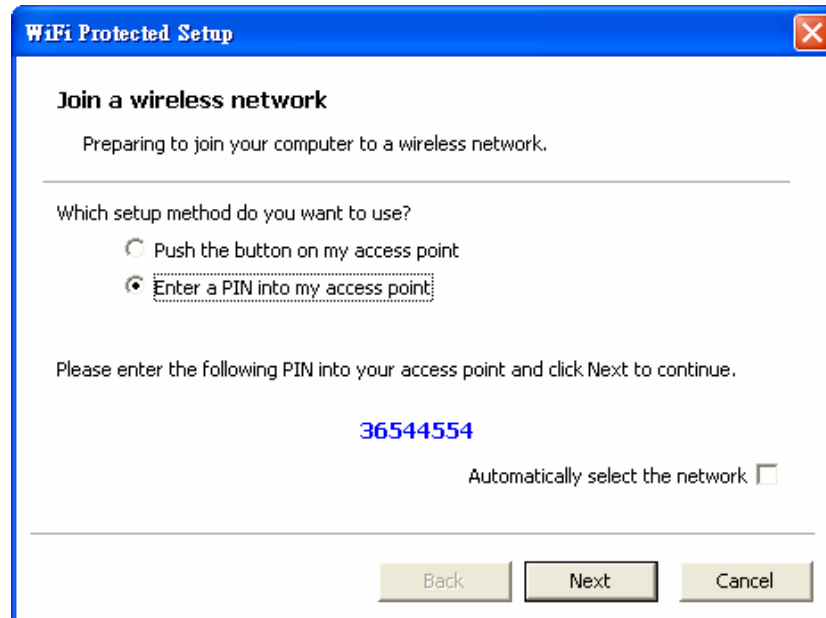 WiFi Protected Setup
Join a wireless network
Preparing to join your computer to a wireless network.
Which setup method do you want to use?
Push the button on my access point
Enter a PIN into my access point
Please enter the following PIN into your access point and click Next to continue.
36544554
Automatically select the network
Back Next Cancel